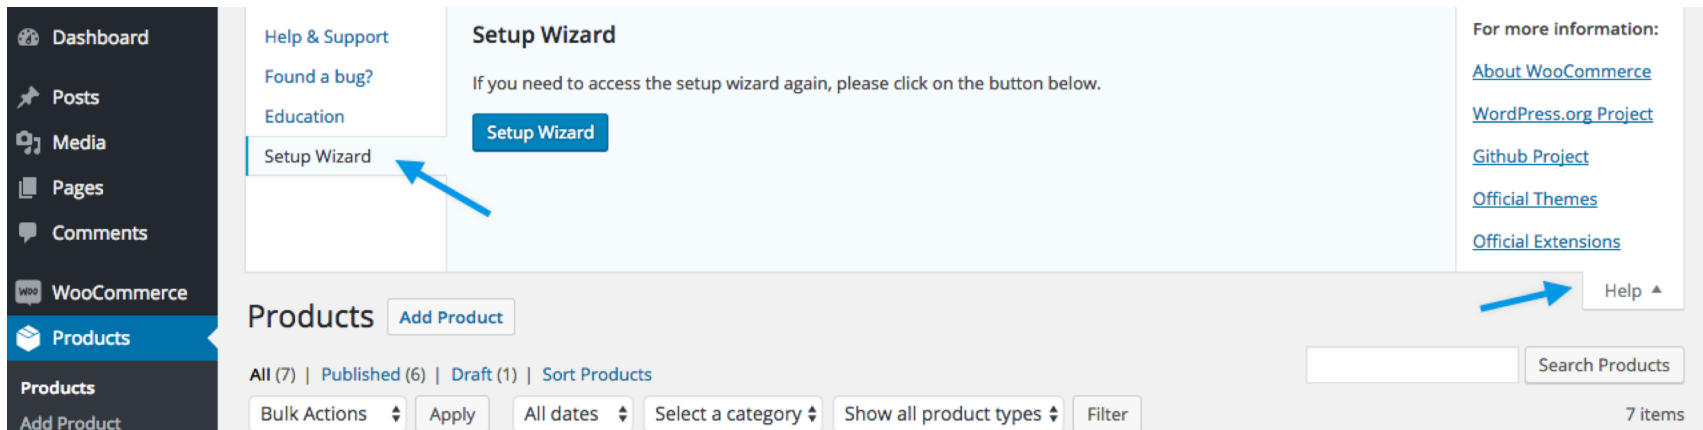 Dashboard
Posts
Media
Pages
Comments
WOO WooCommerce
Products
Products
Add Product
Help & Support
Found a bug?
Education
Setup Wizard
Setup Wizard
If you need to access the setup wizard again, please click on the button below.
Setup Wizard
For more information:
About WooCommerce
WordPress.org Project
Github Project
Official Themes
Official Extensions
Help
Products Add Product
All (7) | Published (6) | Draft (1) | Sort Products
Search Products
Bulk Actions Apply All dates Select a category Show all product types Filter 7 items